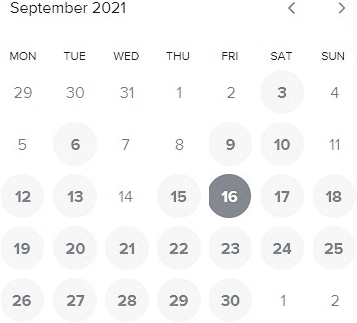 September 2021
MON TUE WED THU FRI SAT SUN
29 30 31 1 2 3 4
5 6 7 8 9 10 11
12 13 14 15 16 17 18
19 20 21 22 23 24 25
26 27 28 29 30 1 2